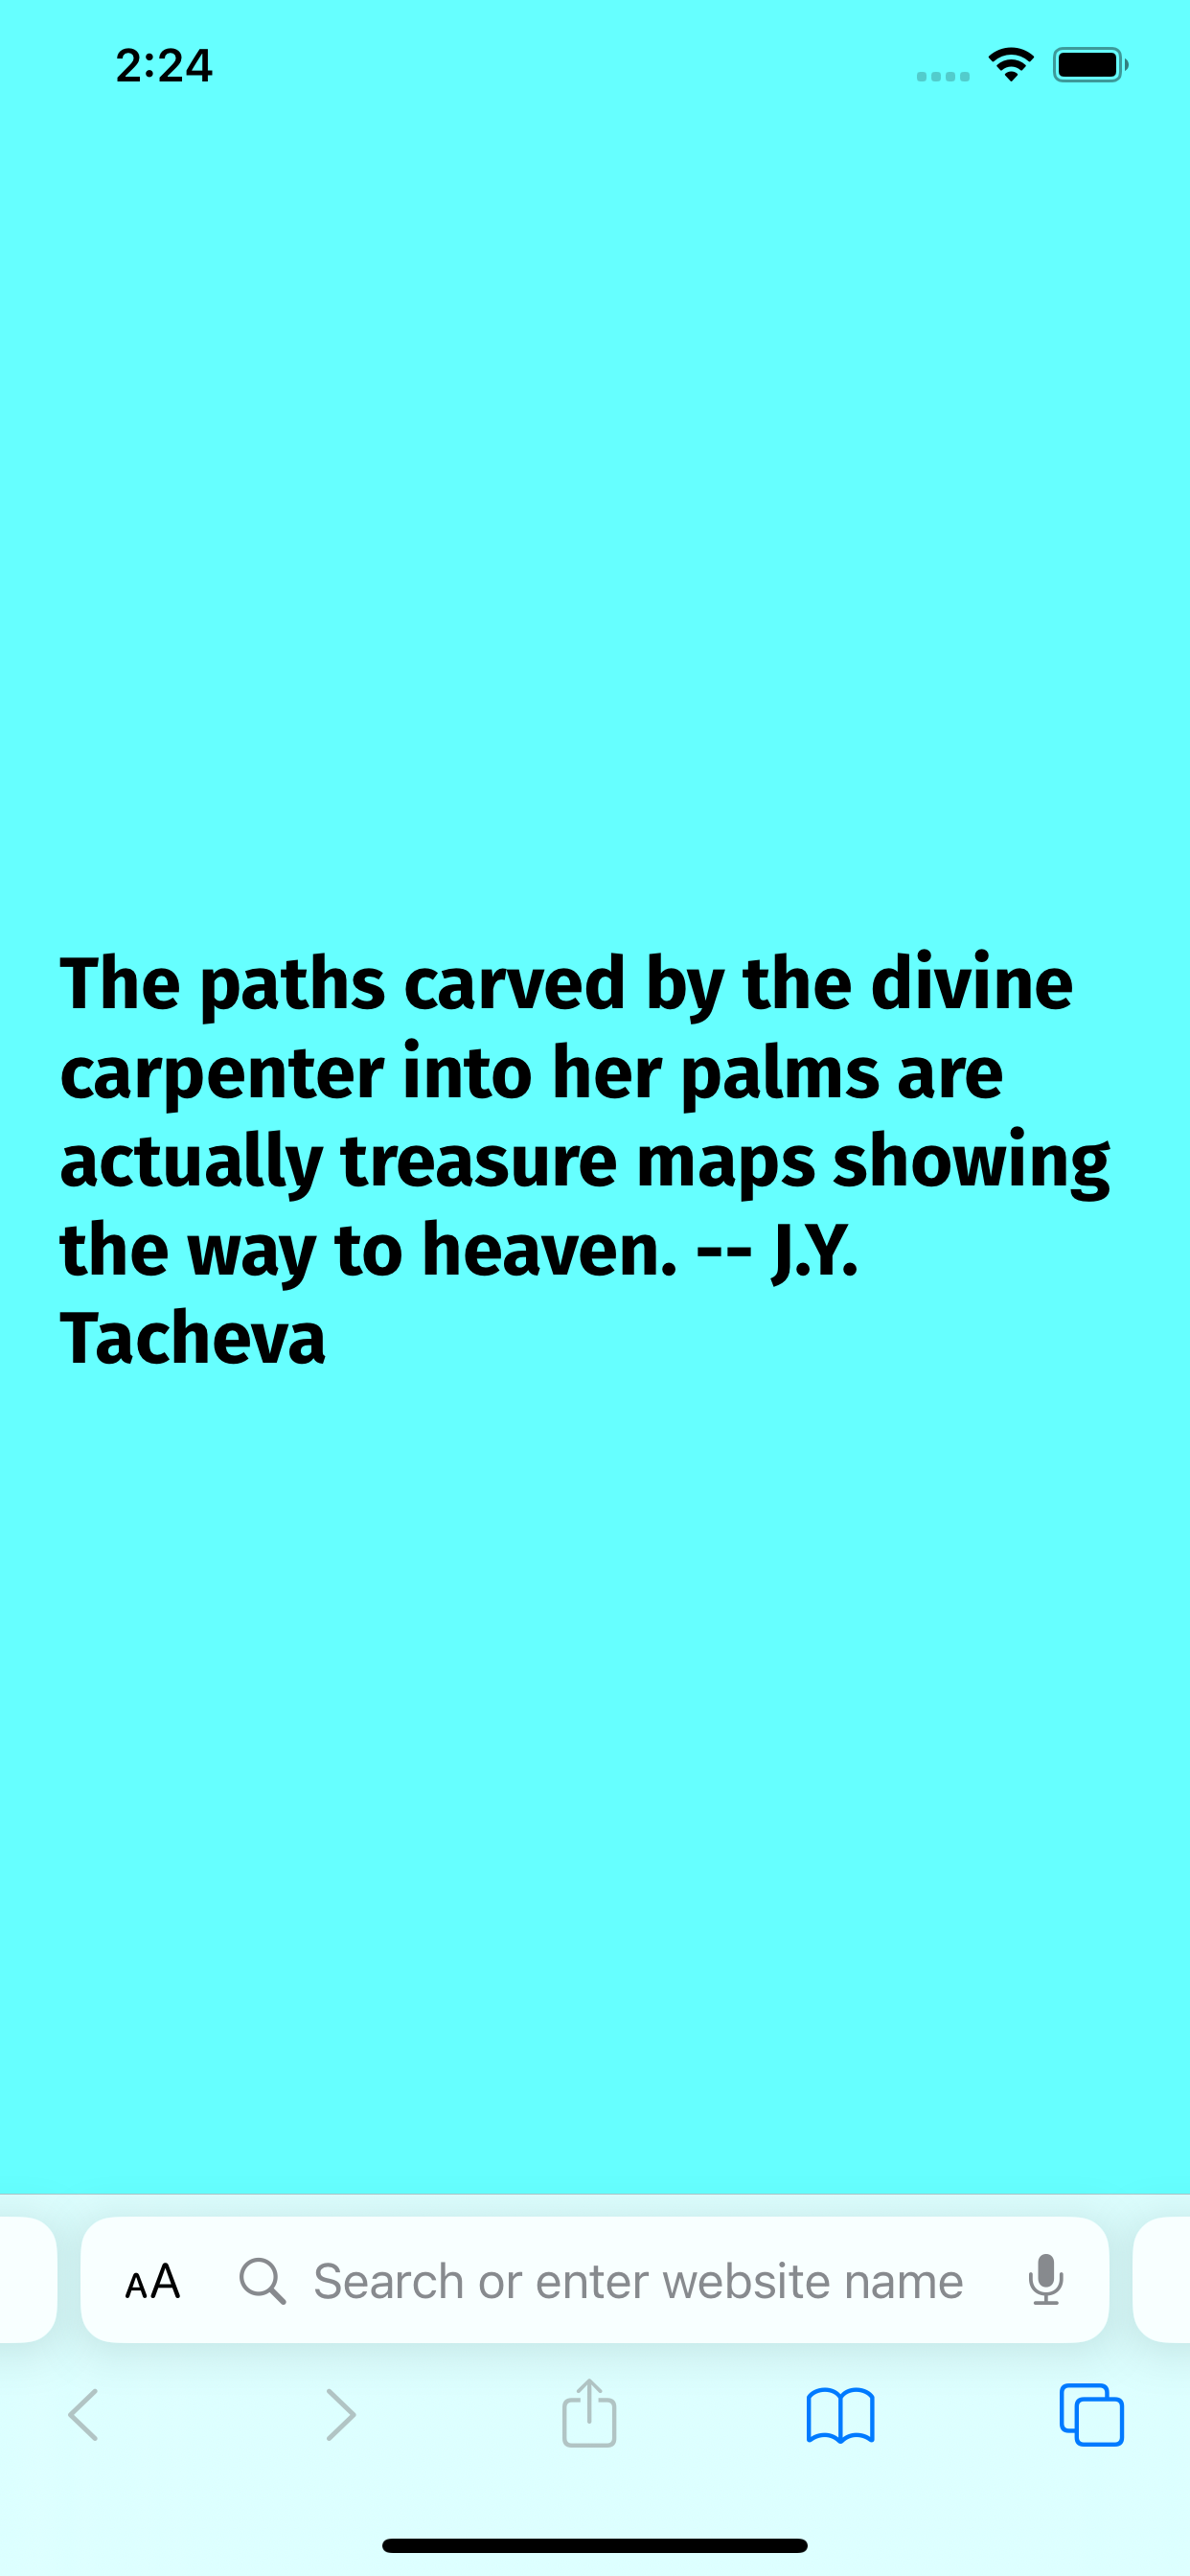 2:24
The paths carved by the divine
carpenter into her palms are
actually treasure maps showing
the way to heaven. -- J.Y.
Tacheva
AA Search or enter website name